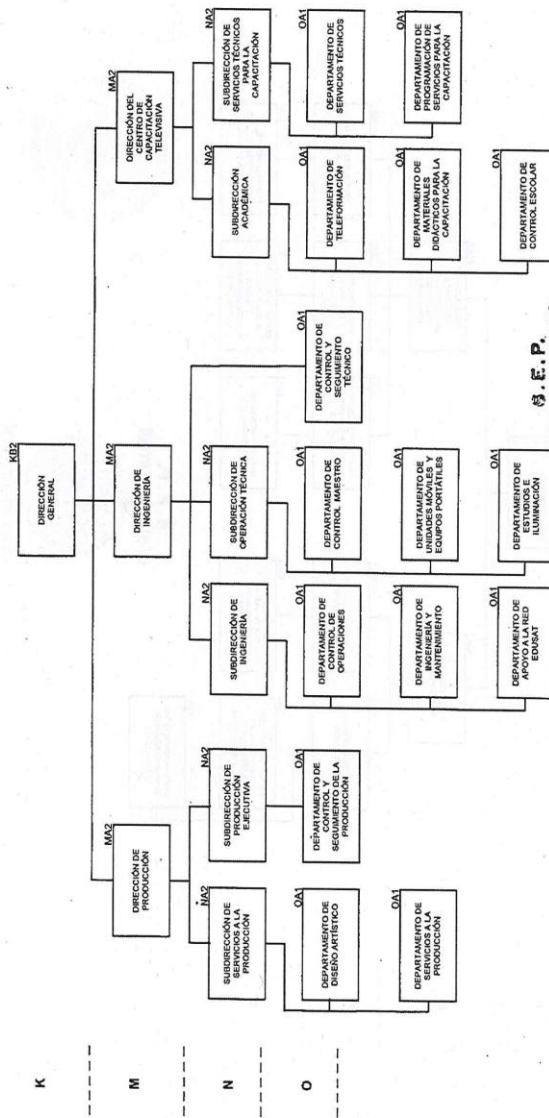 K
M
N
O
KB2
DIRECCIÓN
GENERAL
MA2
DIRECCIÓN DE
PRODUCCIÓN
MA2
DIRECCIÓN DE
INGENIERÍA
MA2
DIRECCIÓN DEL
CENTRO DE
CAPACITACIÓN
TELEVISIVA
NA2
SUBDIRECCIÓN DE
SERVICIOS A LA
PRODUCCIÓN
NA2
SUBDIRECCIÓN DE
PRODUCCIÓN
EJECUTIVA
NA2
SUBDIRECCIÓN DE
INGENIERÍA
NA2
SUBDIRECCIÓN DE
OPERACIÓN TÉCNICA
NA2
SUBDIRECCIÓN
ACADÉMICA
NA2
SUBDIRECCIÓN DE
SERVICIOS TÉCNICOS
PARA LA
CAPACITACIÓN
OA1
DEPARTAMENTO DE
DISEÑO ARTÍSTICO
OA1
DEPARTAMENTO DE
CONTROL Y
SEGUIMIENTO DE LA
PRODUCCIÓN
OA1
DEPARTAMENTO DE
CONTROL DE
OPERACIONES
OA1
DEPARTAMENTO DE
CONTROL MAESTRO
OA1
DEPARTAMENTO DE
CONTROL Y
SEGUIMIENTO
TÉCNICO
OA1
DEPARTAMENTO DE
TELEFORMACIÓN
OA1
DEPARTAMENTO DE
SERVICIOS TÉCNICOS
OA1
DEPARTAMENTO DE
SERVICIOS A LA
PRODUCCIÓN
OA1
DEPARTAMENTO DE
INGENIERÍA Y
MANTENIMIENTO
OA1
DEPARTAMENTO DE
UNIDADES MÓVILES Y
EQUIPOS PORTÁTILES
OA1
DEPARTAMENTO DE
MATERIALES
DIDÁCTICOS PARA LA
CAPACITACIÓN
OA1
DEPARTAMENTO DE
PROGRAMACIÓN DE
SERVICIOS PARA LA
CAPACITACIÓN
OA1
DEPARTAMENTO DE
APOYO A LA RED
EDUSAT
OA1
DEPARTAMENTO DE
ESTUDIOS E
ILUMINACIÓN
OA1
DEPARTAMENTO DE
CONTROL ESCOLAR
S.E.P.